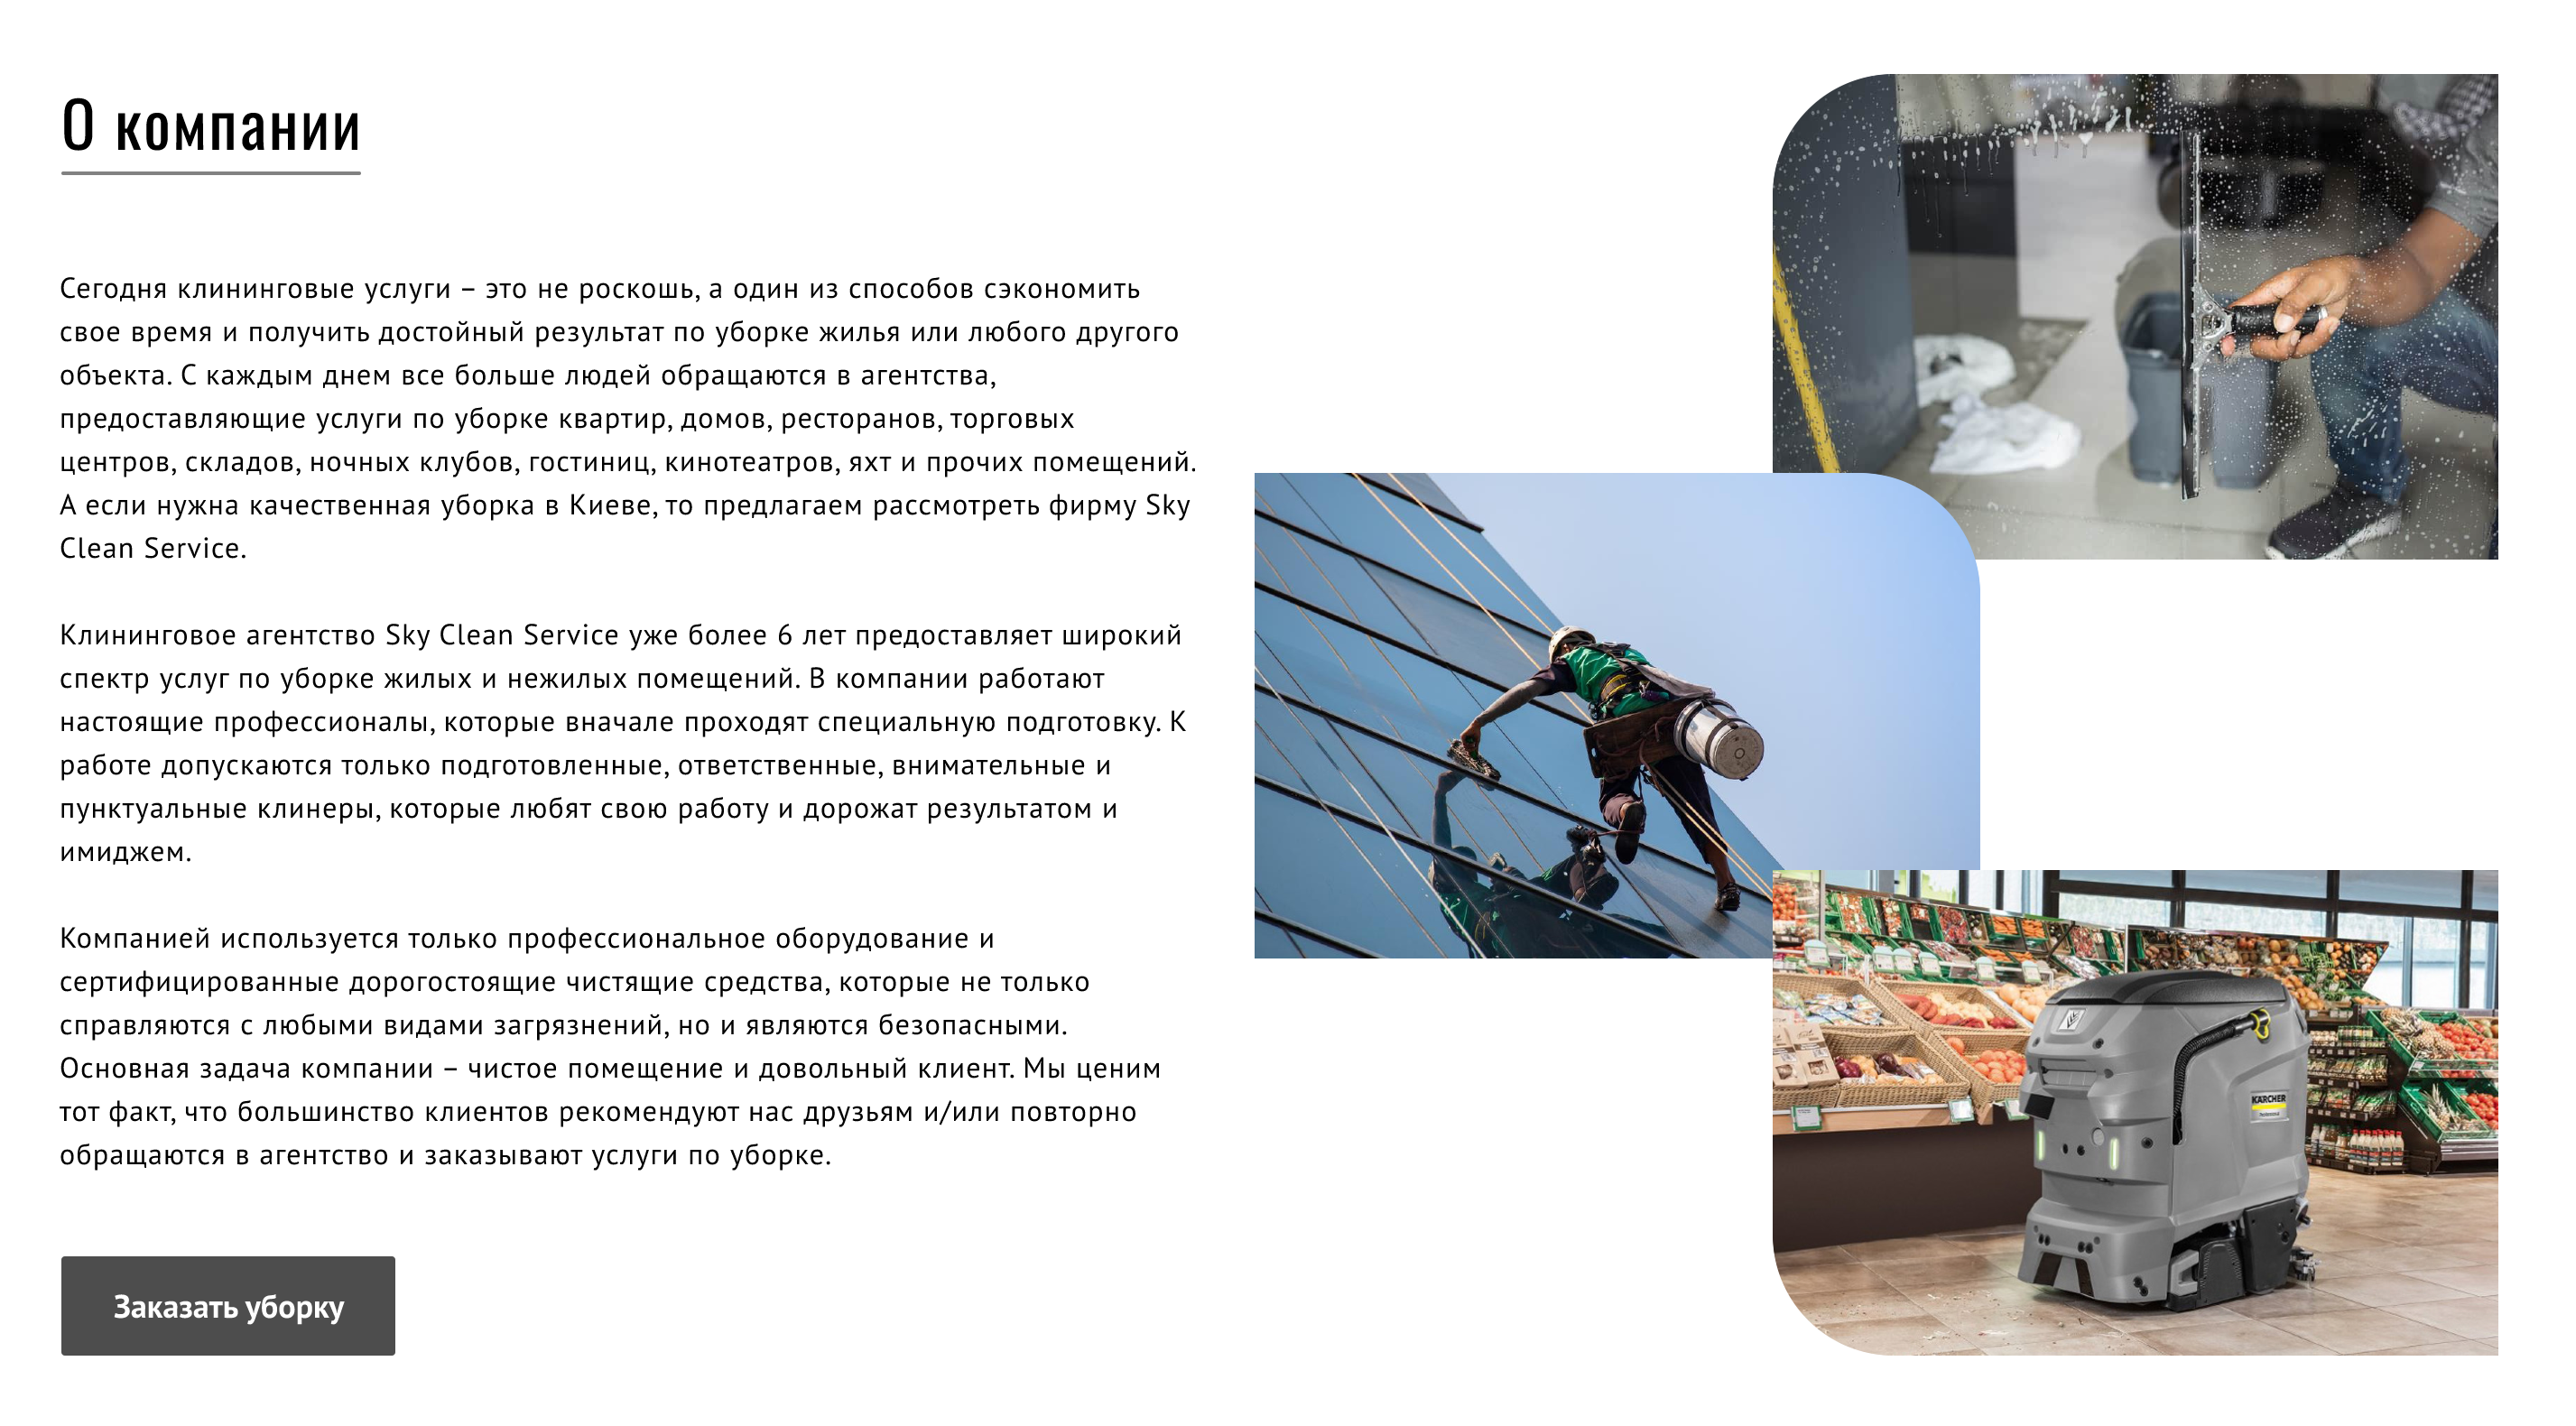 О компании
Сегодня клининговые услуги – это не роскошь, а один из способов сэкономить
свое время и получить достойный результат по уборке жилья или любого другого
объекта. С каждым днем все больше людей обращаются в агентства,
предоставляющие услуги по уборке квартир, домов, ресторанов, торговых
центров, складов, ночных клубов, гостиниц, кинотеатров, яхт и прочих помещений.
А если нужна качественная уборка в Киеве, то предлагаем рассмотреть фирму Sky
Clean Service.
Клининговое агентство Sky Clean Service уже более 6 лет предоставляет широкий
спектр услуг по уборке жилых и нежилых помещений. В компании работают
настоящие профессионалы, которые вначале проходят специальную подготовку. К
работе допускаются только подготовленные, ответственные, внимательные и
пунктуальные клинеры, которые любят свою работу и дорожат результатом и
имиджем.
Компанией используется только профессиональное оборудование и
сертифицированные дорогостоящие чистящие средства, которые не только
справляются с любыми видами загрязнений, но и являются безопасными.
Основная задача компании – чистое помещение и довольный клиент. Мы ценим
тот факт, что большинство клиентов рекомендуют нас друзьям и/или повторно
обращаются в агентство и заказывают услуги по уборке.
Заказать уборку
KÄRCHER